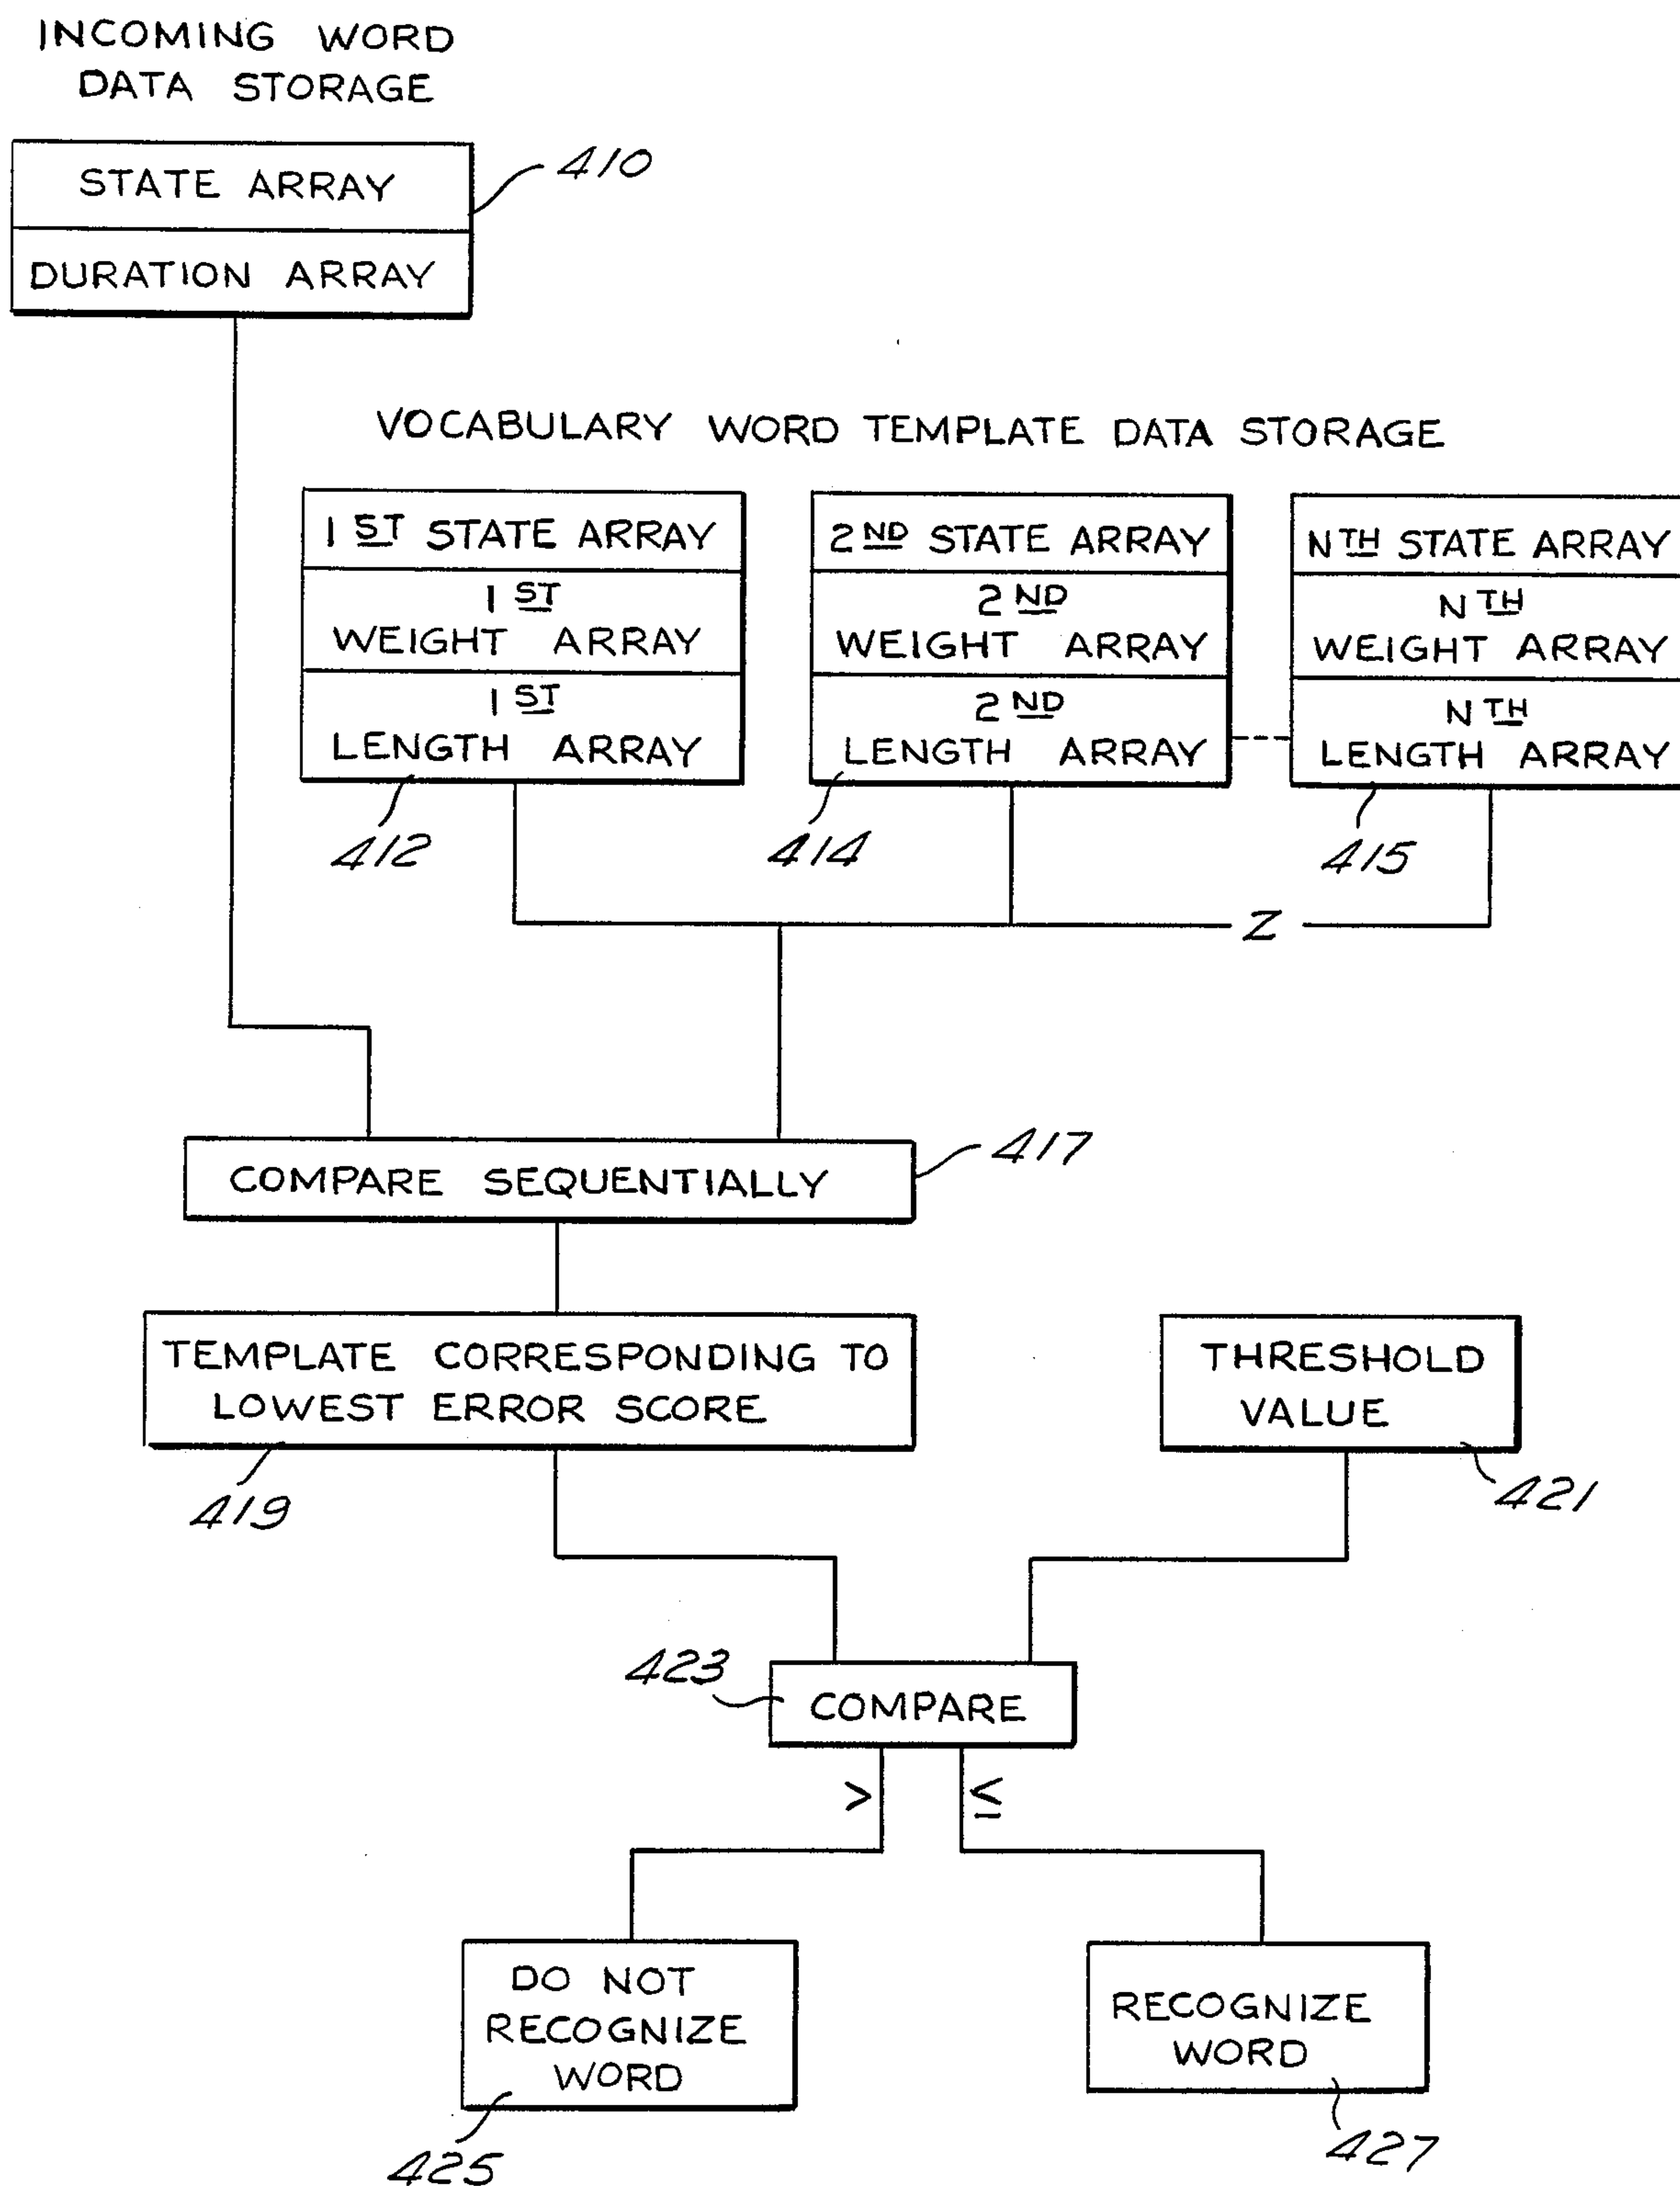 INCOMING WORD
DATA STORAGE
STATE ARRAY
410
DURATION ARRAY
VOCABULARY WORD TEMPLATE DATA STORAGE
1ST STATE ARRAY
1ST
WEIGHT ARRAY
1ST
LENGTH ARRAY
412
2ND STATE ARRAY
2ND
WEIGHT ARRAY
2ND
LENGTH ARRAY
414
NTH STATE ARRAY
NTH
WEIGHT ARRAY
NTH
LENGTH ARRAY
415
Z
COMPARE SEQUENTIALLY
417
TEMPLATE CORRESPONDING TO
LOWEST ERROR SCORE
419
THRESHOLD
VALUE
421
423
COMPARE
> ≤
DO NOT
RECOGNIZE
WORD
425
RECOGNIZE
WORD
427